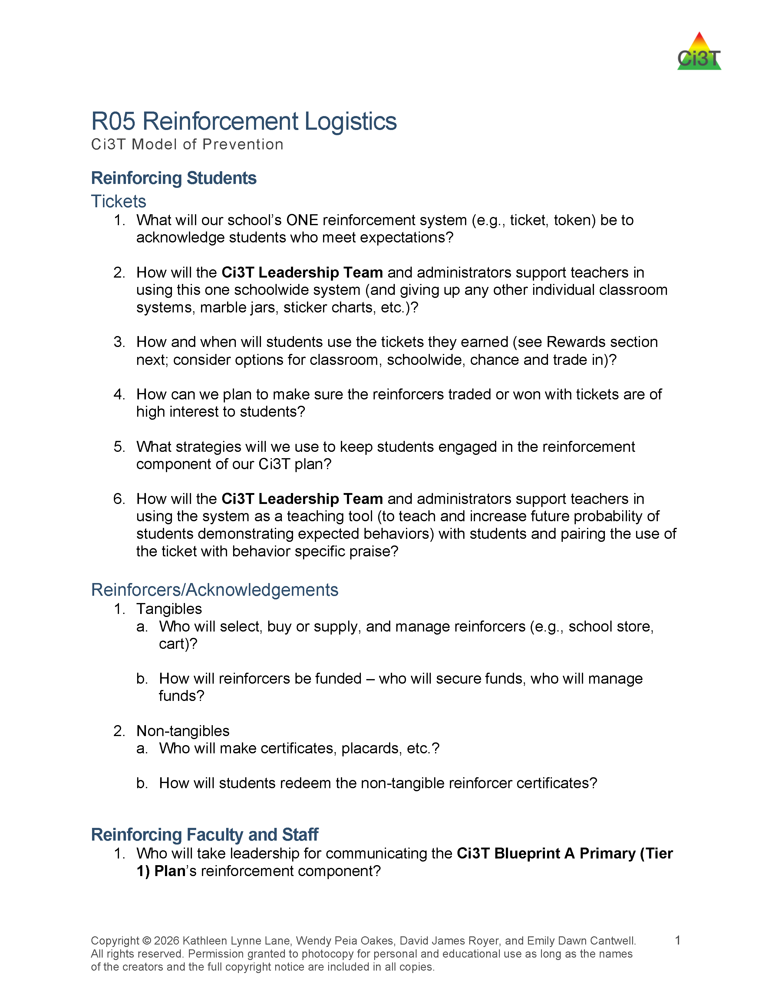 Ci3T
R05 Reinforcement Logistics
Ci3T Model of Prevention
Reinforcing Students
Tickets
1. What will our school’s ONE reinforcement system (e.g., ticket, token) be to
acknowledge students who meet expectations?
2. How will the Ci3T Leadership Team and administrators support teachers in
using this one schoolwide system (and giving up any other individual classroom
systems, marble jars, sticker charts, etc.)?
3. How and when will students use the tickets they earned (see Rewards section
next; consider options for classroom, schoolwide, chance and trade in)?
4. How can we plan to make sure the reinforcers traded or won with tickets are of
high interest to students?
5. What strategies will we use to keep students engaged in the reinforcement
component of our Ci3T plan?
6. How will the Ci3T Leadership Team and administrators support teachers in
using the system as a teaching tool (to teach and increase future probability of
students demonstrating expected behaviors) with students and pairing the use of
the ticket with behavior specific praise?
Reinforcers/Acknowledgements
1. Tangibles
a. Who will select, buy or supply, and manage reinforcers (e.g., school store,
cart)?
b. How will reinforcers be funded – who will secure funds, who will manage
funds?
2. Non-tangibles
a. Who will make certificates, placards, etc.?
b. How will students redeem the non-tangible reinforcer certificates?
Reinforcing Faculty and Staff
1. Who will take leadership for communicating the Ci3T Blueprint A Primary (Tier
1) Plan’s reinforcement component?
Copyright © 2026 Kathleen Lynne Lane, Wendy Peia Oakes, David James Royer, and Emily Dawn Cantwell. 1
All rights reserved. Permission granted to photocopy for personal and educational use as long as the names
of the creators and the full copyright notice are included in all copies.